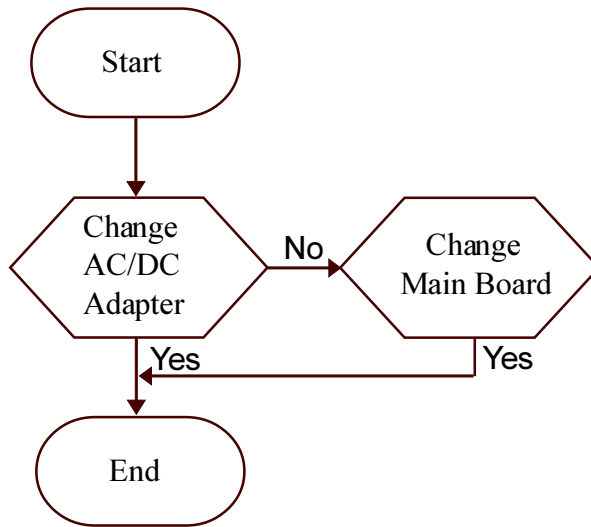 Start
Change
AC/DC
Adapter
No
Change
Main Board
Yes
Yes
End